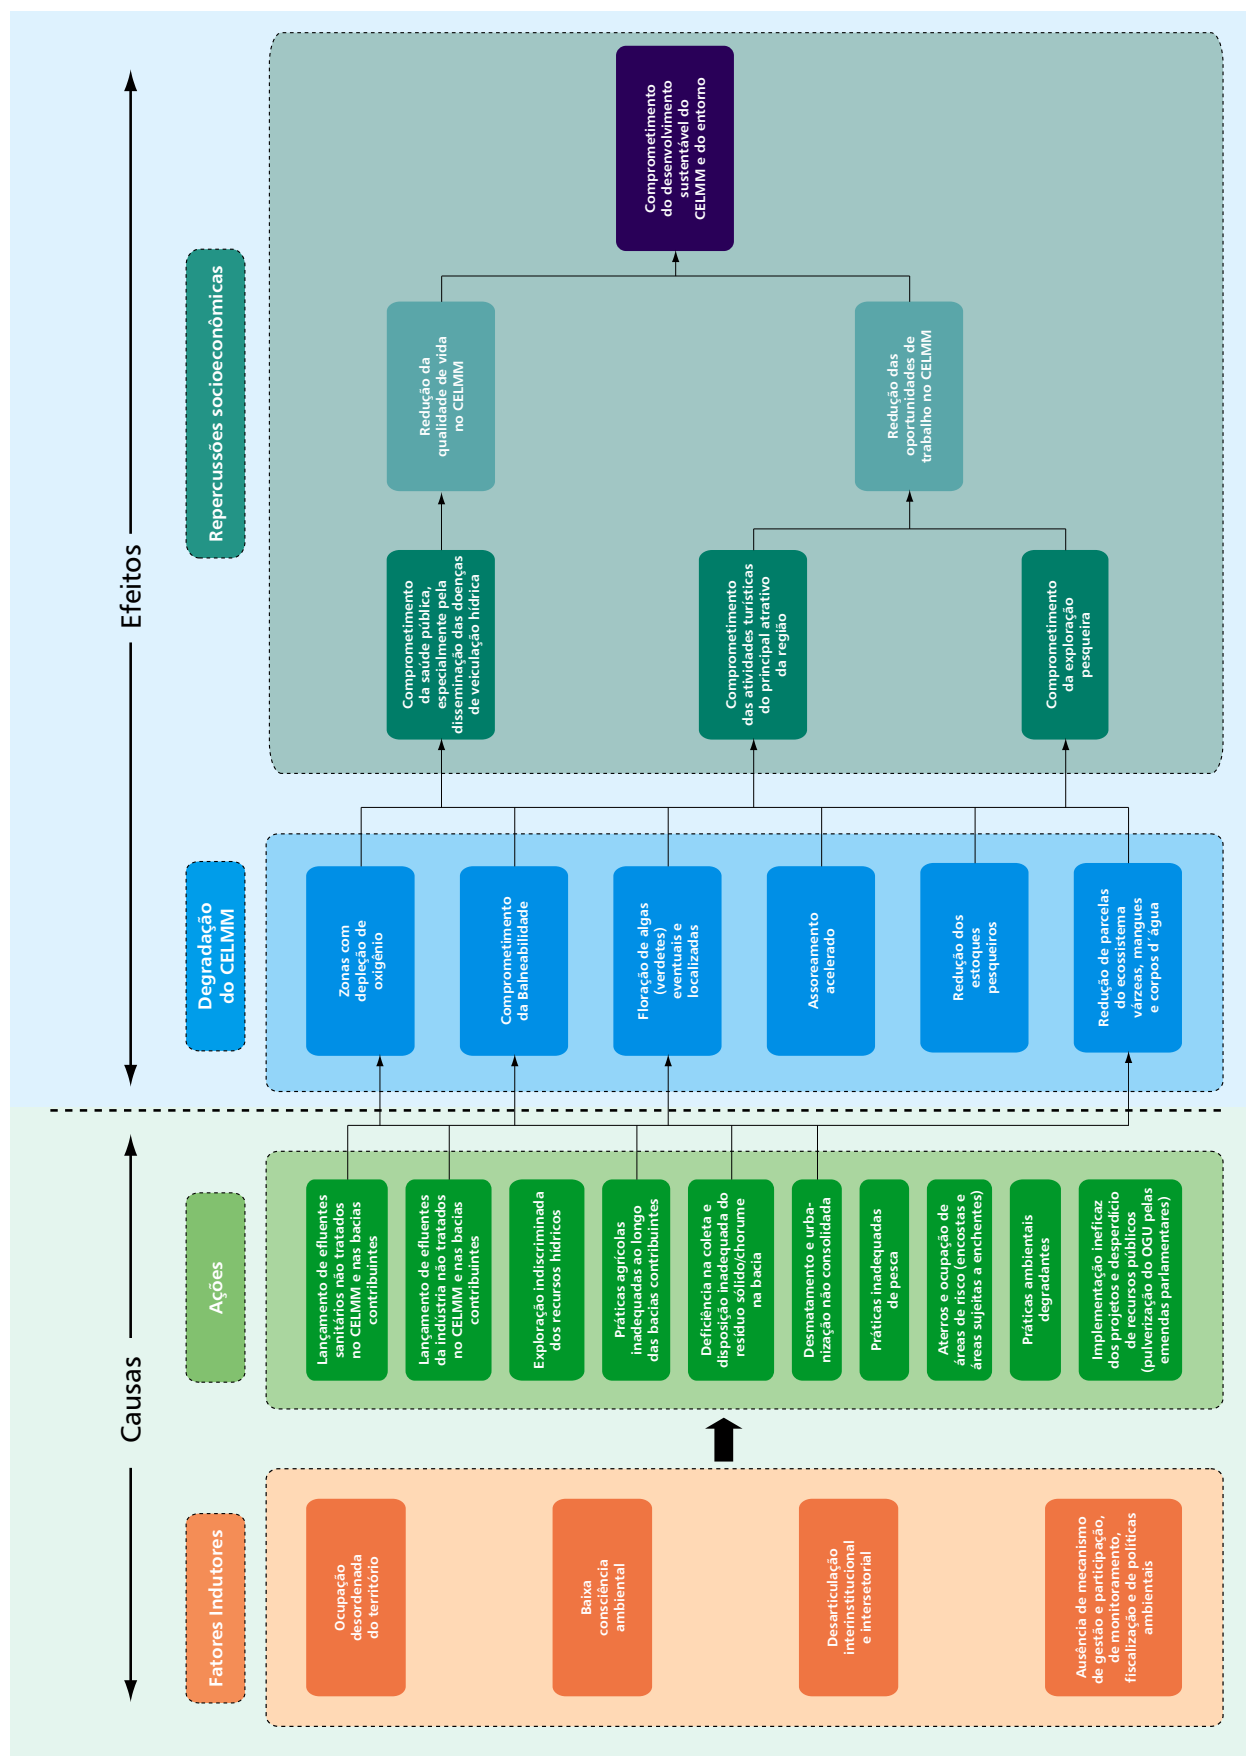 Causas
Efeitos
Fatores Indutores
Ações
Degradação
do CELMM
Repercussões socioeconômicas
Ocupação
desordenada
do território
Baixa
consciência
ambiental
Desarticulação
interinstitucional
e intersetorial
Ausência de mecanismo
de gestão e participação,
de monitoramento,
fiscalização e de políticas
ambientais
Lançamento de efluentes
sanitários não tratados
no CELMM e nas bacias
contribuintes
Lançamento de efluentes
da indústria não tratados
no CELMM e nas bacias
contribuintes
Exploração indiscriminada
dos recursos hídricos
Práticas agrícolas
inadequadas ao longo
das bacias contribuintes
Deficiência na coleta e
disposição inadequada do
resíduo sólido/chorume
na bacia
Desmatamento e urba-
nização não consolidada
Práticas inadequadas
de pesca
Aterros e ocupação de
áreas de risco (encostas e
áreas sujeitas a enchentes)
Práticas ambientais
degradantes
Implementação ineficaz
dos projetos e desperdício
de recursos públicos
(pulverização do OGU pelas
emendas parlamentares)
Zonas com
depleção de
oxigênio
Comprometimento
da Balneabilidade
Floração de algas
(verdetes)
eventuais e
localizadas
Assoreamento
acelerado
Redução dos
estoques
pesqueiros
Redução de parcelas
do ecossistema
várzeas, mangues
e corpos d´água
Comprometimento
da saúde pública,
especialmente pela
disseminação das doenças
de veiculação hídrica
Comprometimento
das atividades turísticas
do principal atrativo
da região
Comprometimento
da exploração
pesqueira
Redução da
qualidade de vida
no CELMM
Redução das
oportunidades de
trabalho no CELMM
Comprometimento
do desenvolvimento
sustentável do
CELMM e do entorno